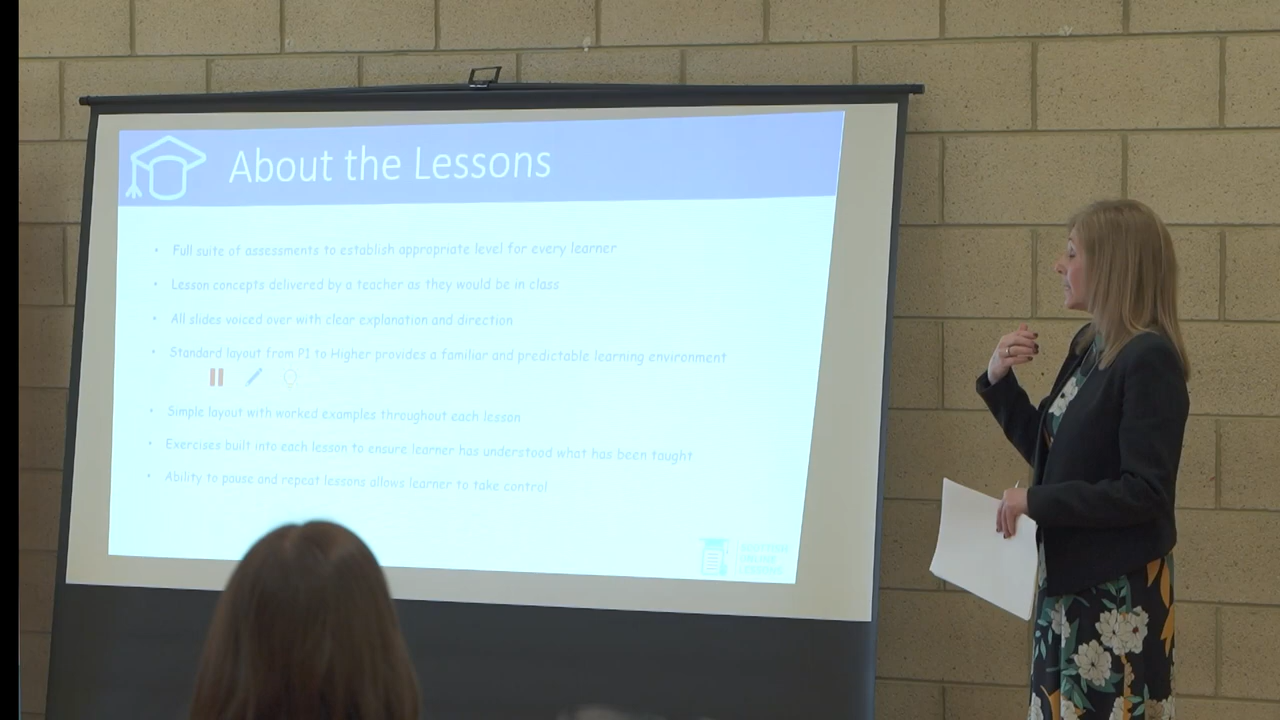 About the Lessons
• Full suite of assessments to establish appropriate level for every learner
• Lesson concepts delivered by a teacher as they would be in class
• All slides voiced over with clear explanation and direction
• Standard layout from P1 to Higher provides a familiar and predictable learning environment
• Simple layout with worked examples throughout each lesson
• Exercises built into each lesson to ensure learner has understood what has been taught
• Ability to pause and repeat lessons allows learner to take control
ONLINE
LESSONS